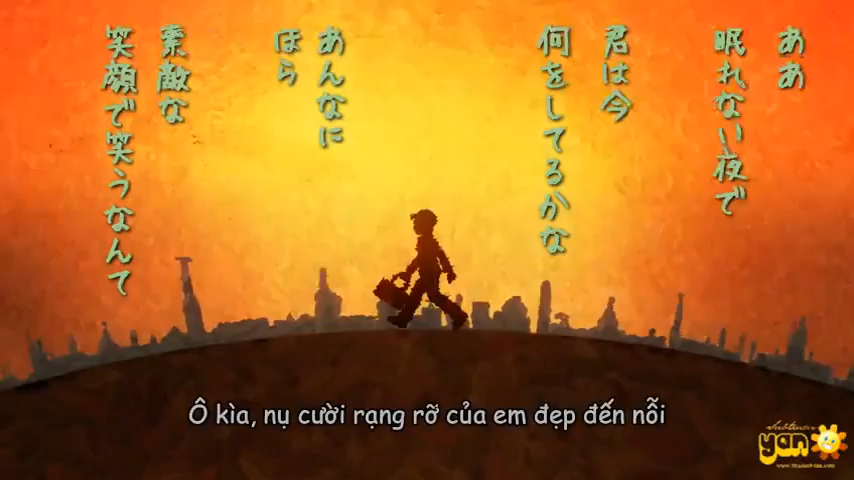 ああ
眠れない夜で
君は今
何をしてるかな
あんなに
ほら
素敵な
笑顔で笑うなんて
Ô kìa, nụ cười rạng rỡ của em đẹp đến nỗi
yan